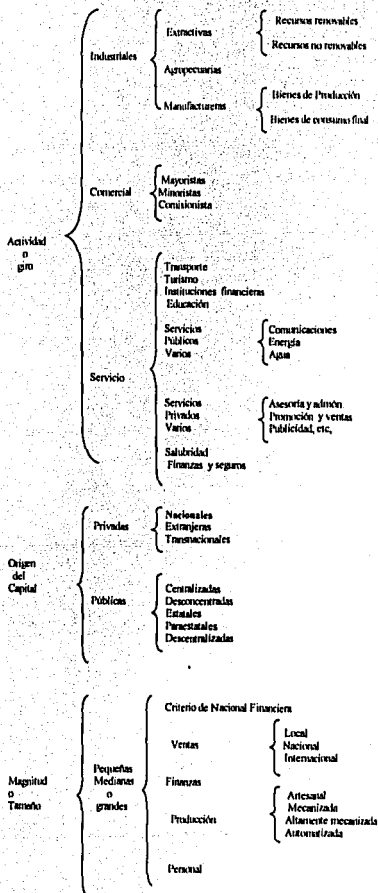 Actividad
o
giro
Industriales
Extractivas
Recursos renovables
Recursos no renovables
Agropecuarias
Manufactureras
Bienes de Producción
Bienes de consumo final
Comercial
Mayoristas
Minoristas
Comisionista
Servicio
Transporte
Turismo
Instituciones financieras
Educación
Servicios
Públicos
Varios
Comunicaciones
Energía
Agua
Servicios
Privados
Varios
Asesoría y admón.
Promoción y ventas
Publicidad, etc,
Salubridad
Finanzas y seguros
Origen
del
Capital
Privadas
Nacionales
Extranjeras
Transnacionales
Públicas
Centralizadas
Desconcentradas
Estatales
Paraestatales
Descentralizadas
Magnitud
o
Tamaño
Pequeñas
Medianas
o
grandes
Criterio de Nacional Financiera
Ventas
Local
Nacional
Internacional
Finanzas
Producción
Artesanal
Mecanizada
Altamente mecanizada
Automatizada
Personal